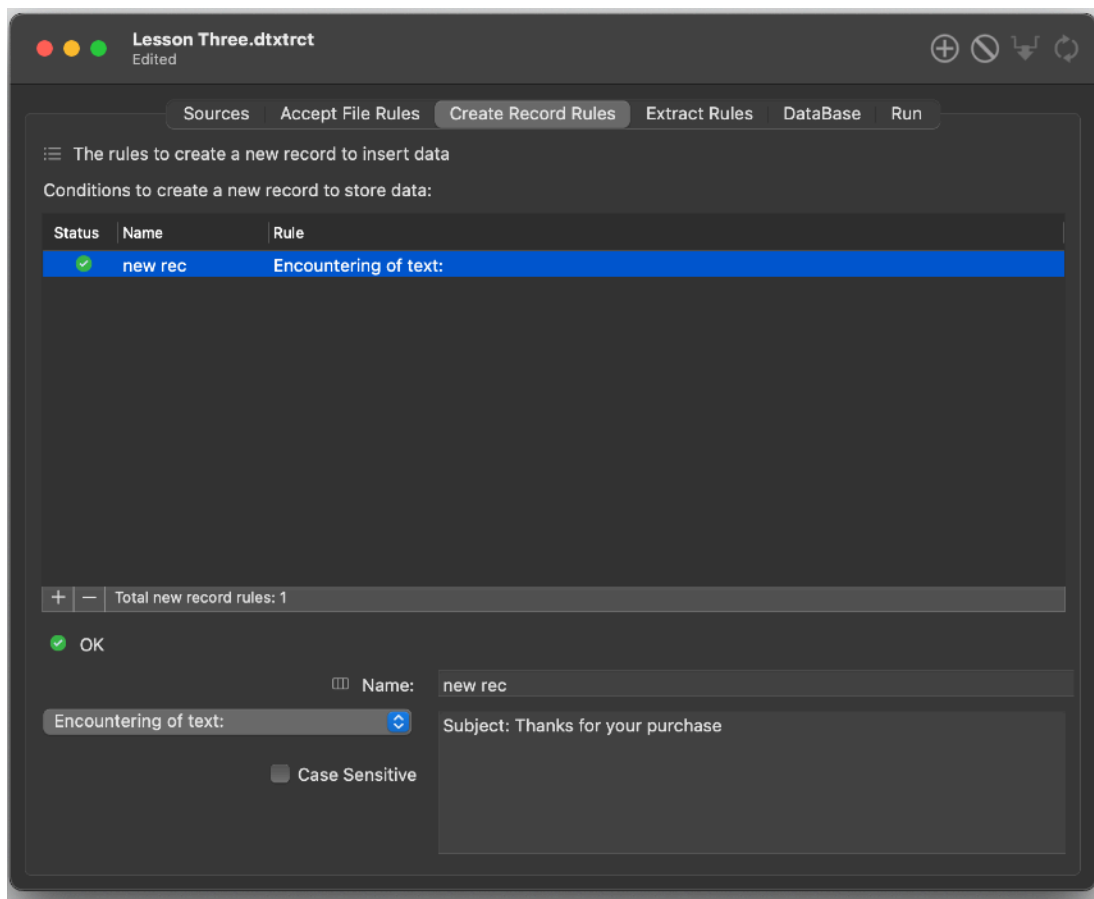 Lesson Three.dtxtrct
Edited
Sources Accept File Rules Create Record Rules Extract Rules DataBase Run
The rules to create a new record to insert data
Conditions to create a new record to store data:
Status Name Rule
new rec Encountering of text:
Total new record rules: 1
OK
Name: new rec
Encountering of text: Subject: Thanks for your purchase
Case Sensitive